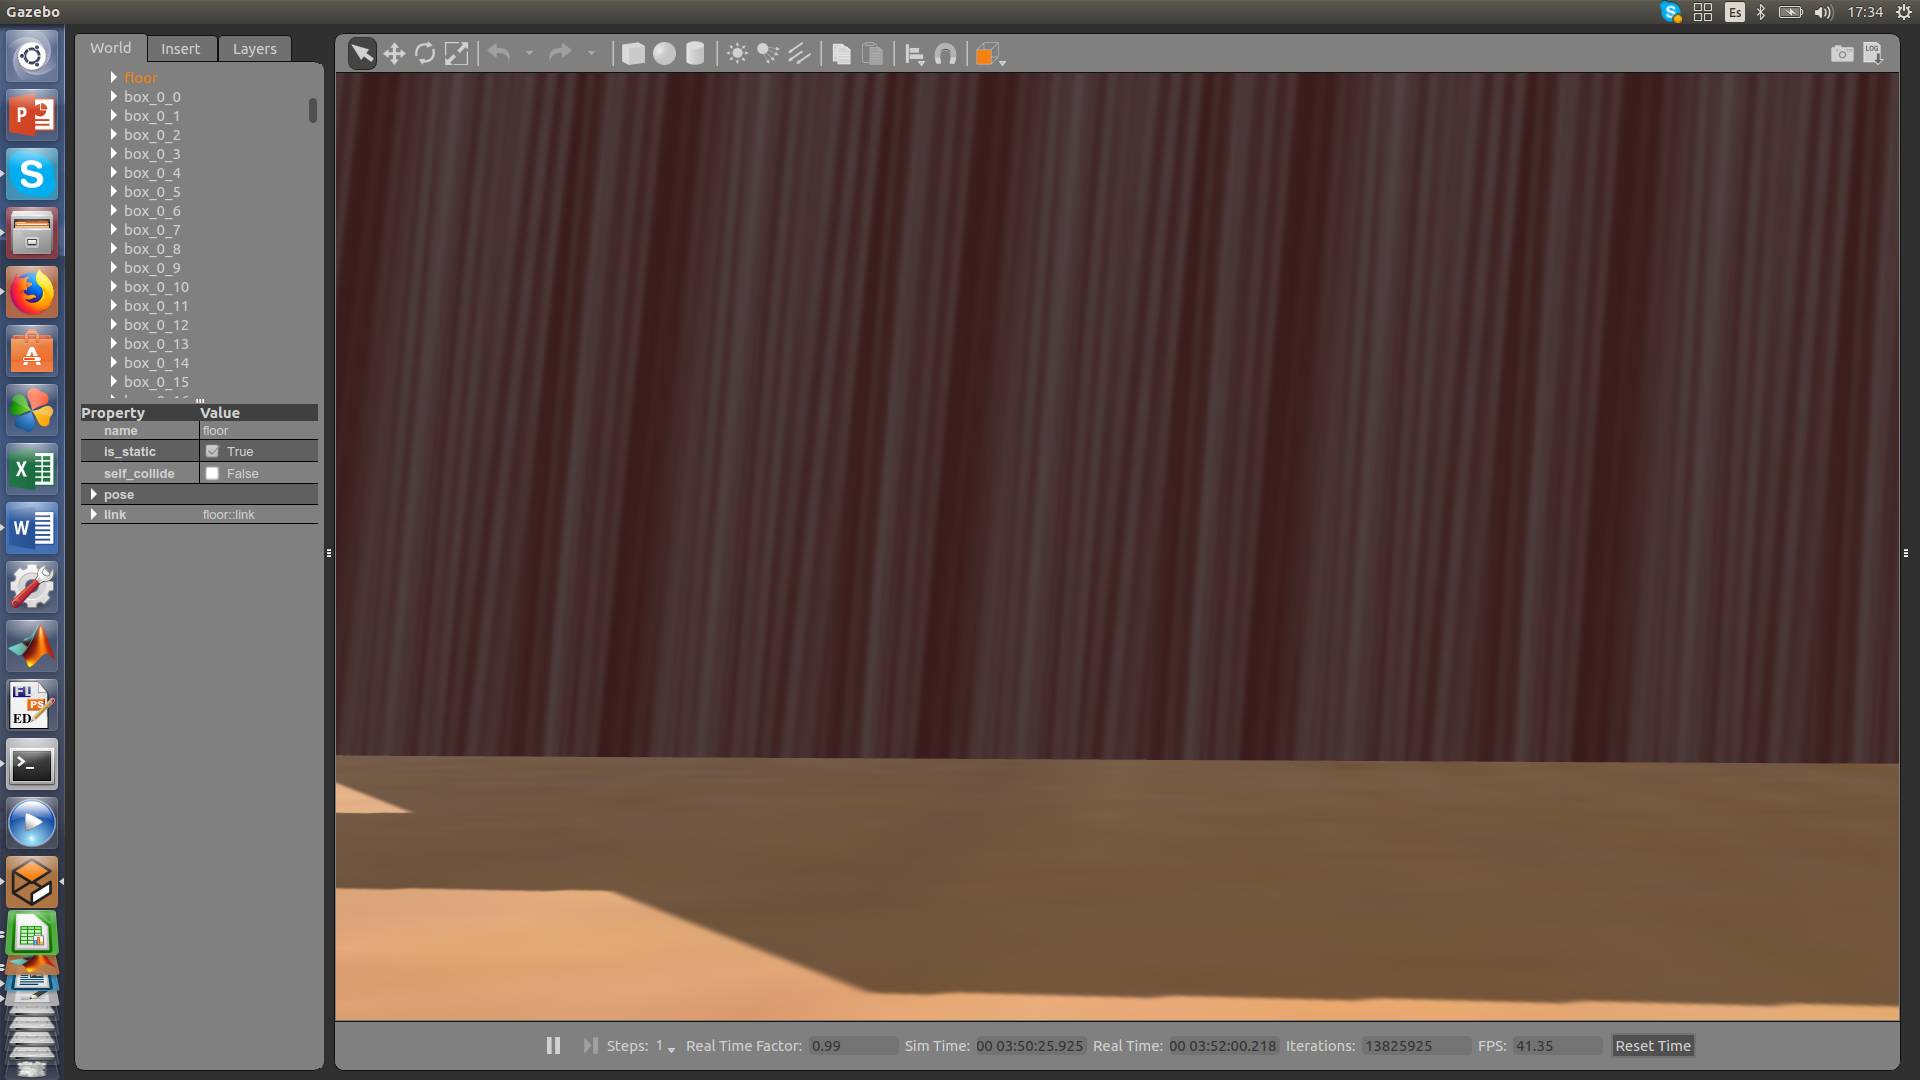 Gazebo
Es
17:34
World
Insert
Layers
LOG
floor
box_0_0
box_0_1
box_0_2
box_0_3
box_0_4
box_0_5
box_0_6
box_0_7
box_0_8
box_0_9
box_0_10
box_0_11
box_0_12
box_0_13
box_0_14
box_0_15
Property Value
name floor
is_static True
self_collide False
pose
link floor::link
P
S
A
X
W
PS
ED
>_
Steps: 1 Real Time Factor: 0.99 Sim Time: 00 03:50:25.925 Real Time: 00 03:52:00.218 Iterations: 13825925 FPS: 41.35 Reset Time